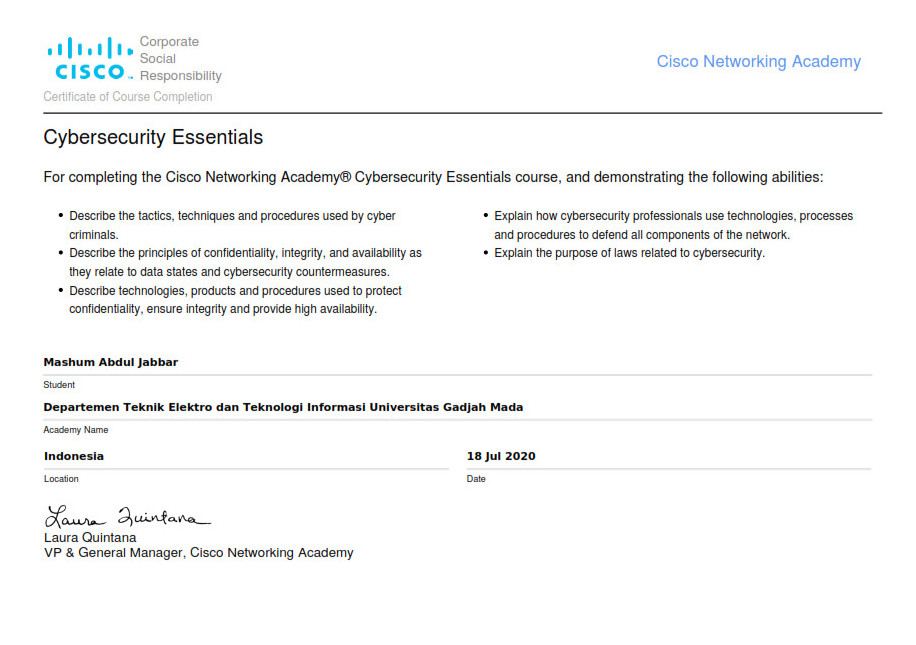 Corporate
Social
Responsibility
CISCO
Cisco Networking Academy
Certificate of Course Completion
Cybersecurity Essentials
For completing the Cisco Networking Academy® Cybersecurity Essentials course, and demonstrating the following abilities:
• Describe the tactics, techniques and procedures used by cyber
criminals.
• Describe the principles of confidentiality, integrity, and availability as
they relate to data states and cybersecurity countermeasures.
• Describe technologies, products and procedures used to protect
confidentiality, ensure integrity and provide high availability.
• Explain how cybersecurity professionals use technologies, processes
and procedures to defend all components of the network.
• Explain the purpose of laws related to cybersecurity.
Mashum Abdul Jabbar
Student
Departemen Teknik Elektro dan Teknologi Informasi Universitas Gadjah Mada
Academy Name
Indonesia
Location
18 Jul 2020
Date
Laura Quintana
Laura Quintana
VP & General Manager, Cisco Networking Academy